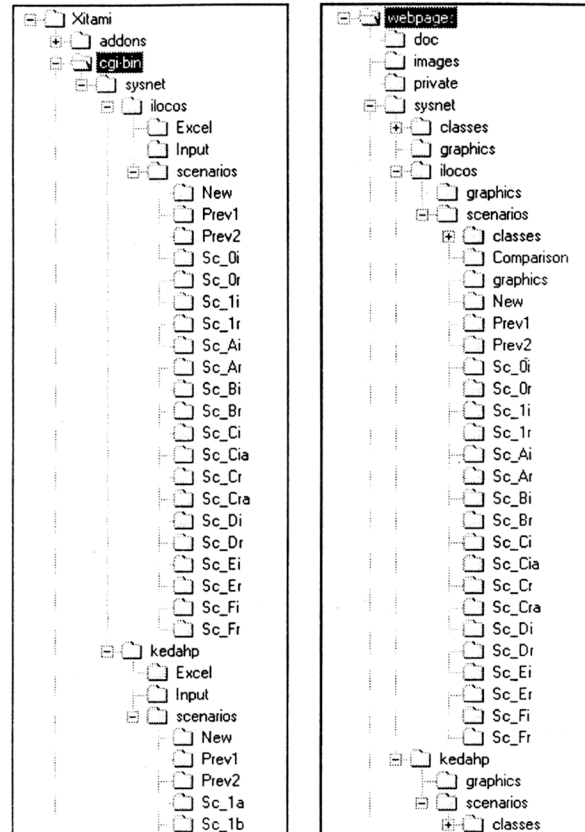 Xitami
addons
cgi-bin
sysnet
ilocos
Excel
Input
scenarios
New
Prev1
Prev2
Sc_0i
Sc_0r
Sc_1i
Sc_1r
Sc_Ai
Sc_Ar
Sc_Bi
Sc_Br
Sc_Ci
Sc_Cia
Sc_Cr
Sc_Cra
Sc_Di
Sc_Dr
Sc_Ei
Sc_Er
Sc_Fi
Sc_Fr
kedahp
Excel
Input
scenarios
New
Prev1
Prev2
Sc_1a
Sc_1b
webpages
doc
images
private
sysnet
classes
graphics
ilocos
graphics
scenarios
classes
Comparison
graphics
New
Prev1
Prev2
Sc_0i
Sc_0r
Sc_1i
Sc_1r
Sc_Ai
Sc_Ar
Sc_Bi
Sc_Br
Sc_Ci
Sc_Cia
Sc_Cr
Sc_Cra
Sc_Di
Sc_Dr
Sc_Ei
Sc_Er
Sc_Fi
Sc_Fr
kedahp
graphics
scenarios
classes